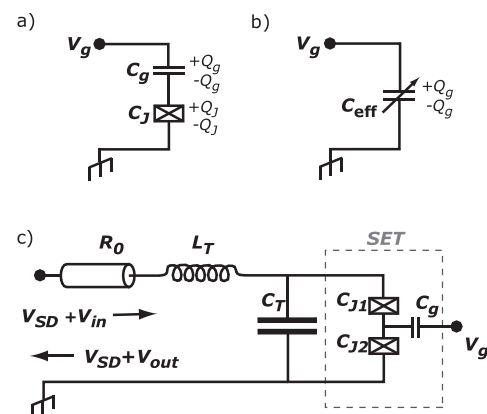 a)
V_g
C_g
+Q_g
-Q_g
C_J
+Q_J
-Q_J
b)
V_g
C_eff
+Q_g
-Q_g
c)
R_0
L_T
SET
C_T
C_J1
C_g
V_SD +V_in
C_J2
V_g
V_SD+V_out